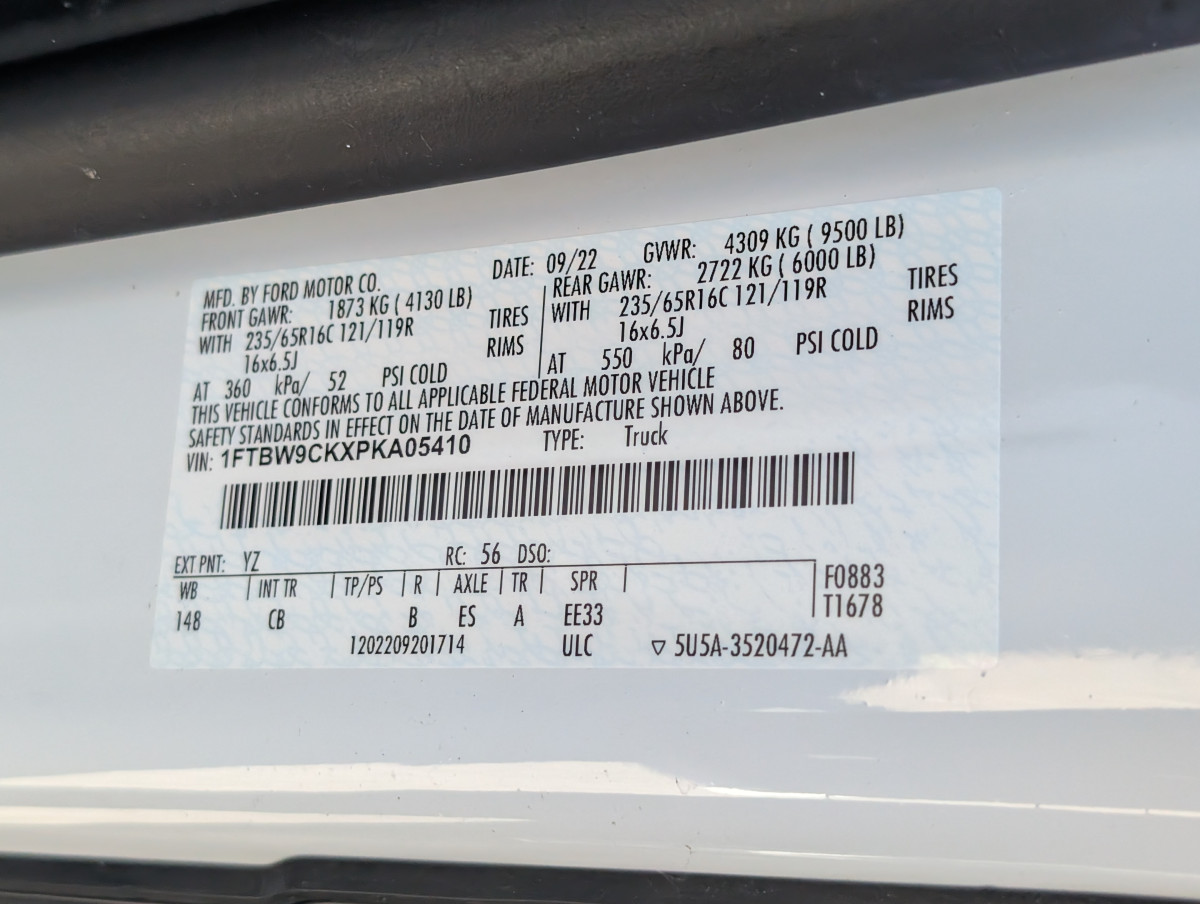 MFD. BY FORD MOTOR CO. DATE: 09/22 GVWR: 4309 KG ( 9500 LB)
FRONT GAWR: 1873 KG ( 4130 LB) REAR GAWR: 2722 KG ( 6000 LB)
WITH 235/65R16C 121/119R TIRES WITH 235/65R16C 121/119R TIRES
16x6.5J RIMS 16x6.5J RIMS
AT 360 kPa/ 52 PSI COLD AT 550 kPa/ 80 PSI COLD
THIS VEHICLE CONFORMS TO ALL APPLICABLE FEDERAL MOTOR VEHICLE
SAFETY STANDARDS IN EFFECT ON THE DATE OF MANUFACTURE SHOWN ABOVE.
VIN: 1FTBW9CKXPKA05410 TYPE: Truck
EXT PNT: YZ RC: 56 DSO:
WB INT TR TP/PS R AXLE TR SPR F0883
148 CB B ES A EE33 T1678
1202209201714 ULC ▽ 5U5A-3520472-AA